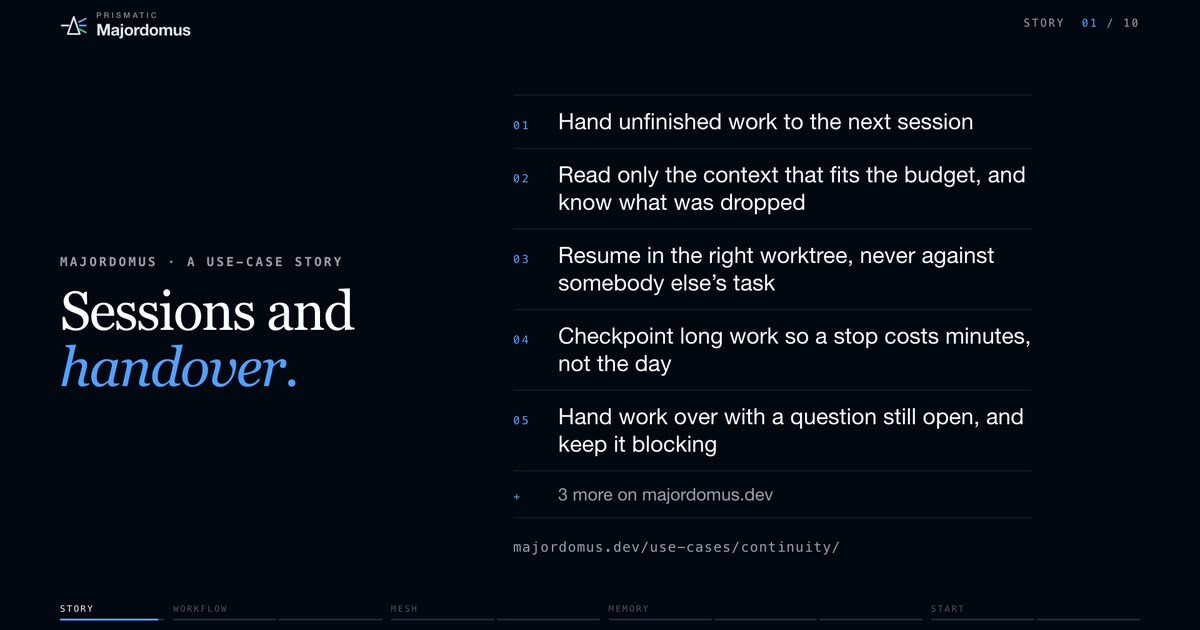 PRISMATIC
Majordomus
STORY 01 / 10
MAJORDOMUS · A USE-CASE STORY
Sessions and
handover.
01 Hand unfinished work to the next session
02 Read only the context that fits the budget, and
know what was dropped
03 Resume in the right worktree, never against
somebody else’s task
04 Checkpoint long work so a stop costs minutes,
not the day
05 Hand work over with a question still open, and
keep it blocking
+ 3 more on majordomus.dev
majordomus.dev/use-cases/continuity/
STORY WORKFLOW MESH MEMORY START